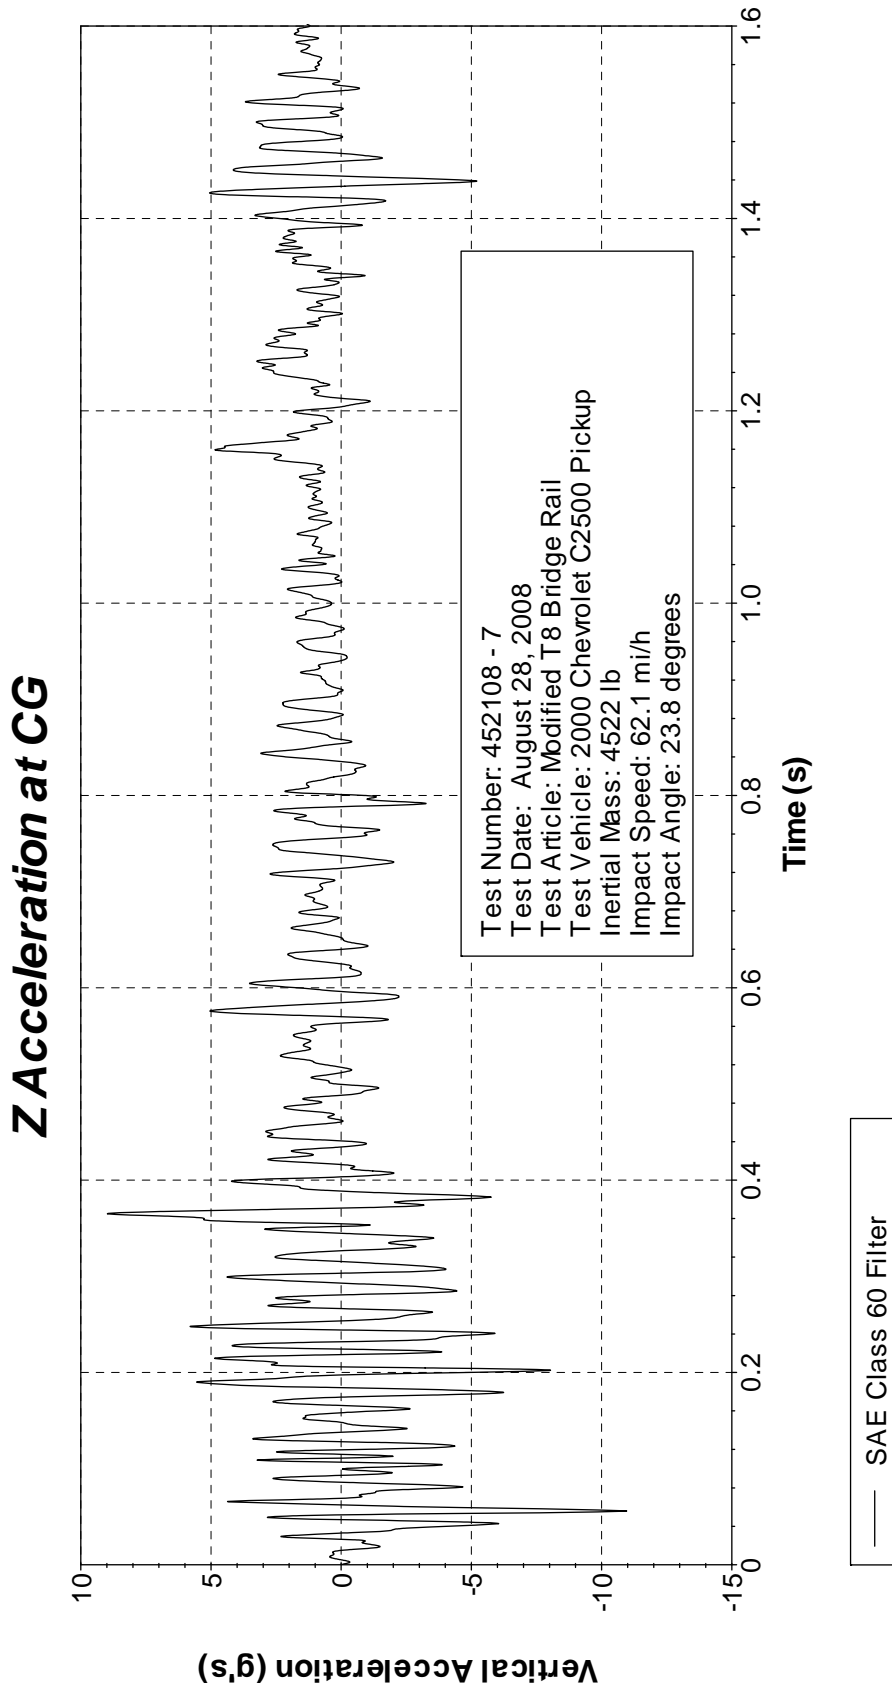 Z Acceleration at CG
10
5
0
-5
-10
-15
Vertical Acceleration (g's)
0
0.2
0.4
0.6
0.8
1.0
1.2
1.4
1.6
Time (s)
Test Number: 452108 - 7
Test Date: August 28, 2008
Test Article: Modified T8 Bridge Rail
Test Vehicle: 2000 Chevrolet C2500 Pickup
Inertial Mass: 4522 lb
Impact Speed: 62.1 mi/h
Impact Angle: 23.8 degrees
SAE Class 60 Filter